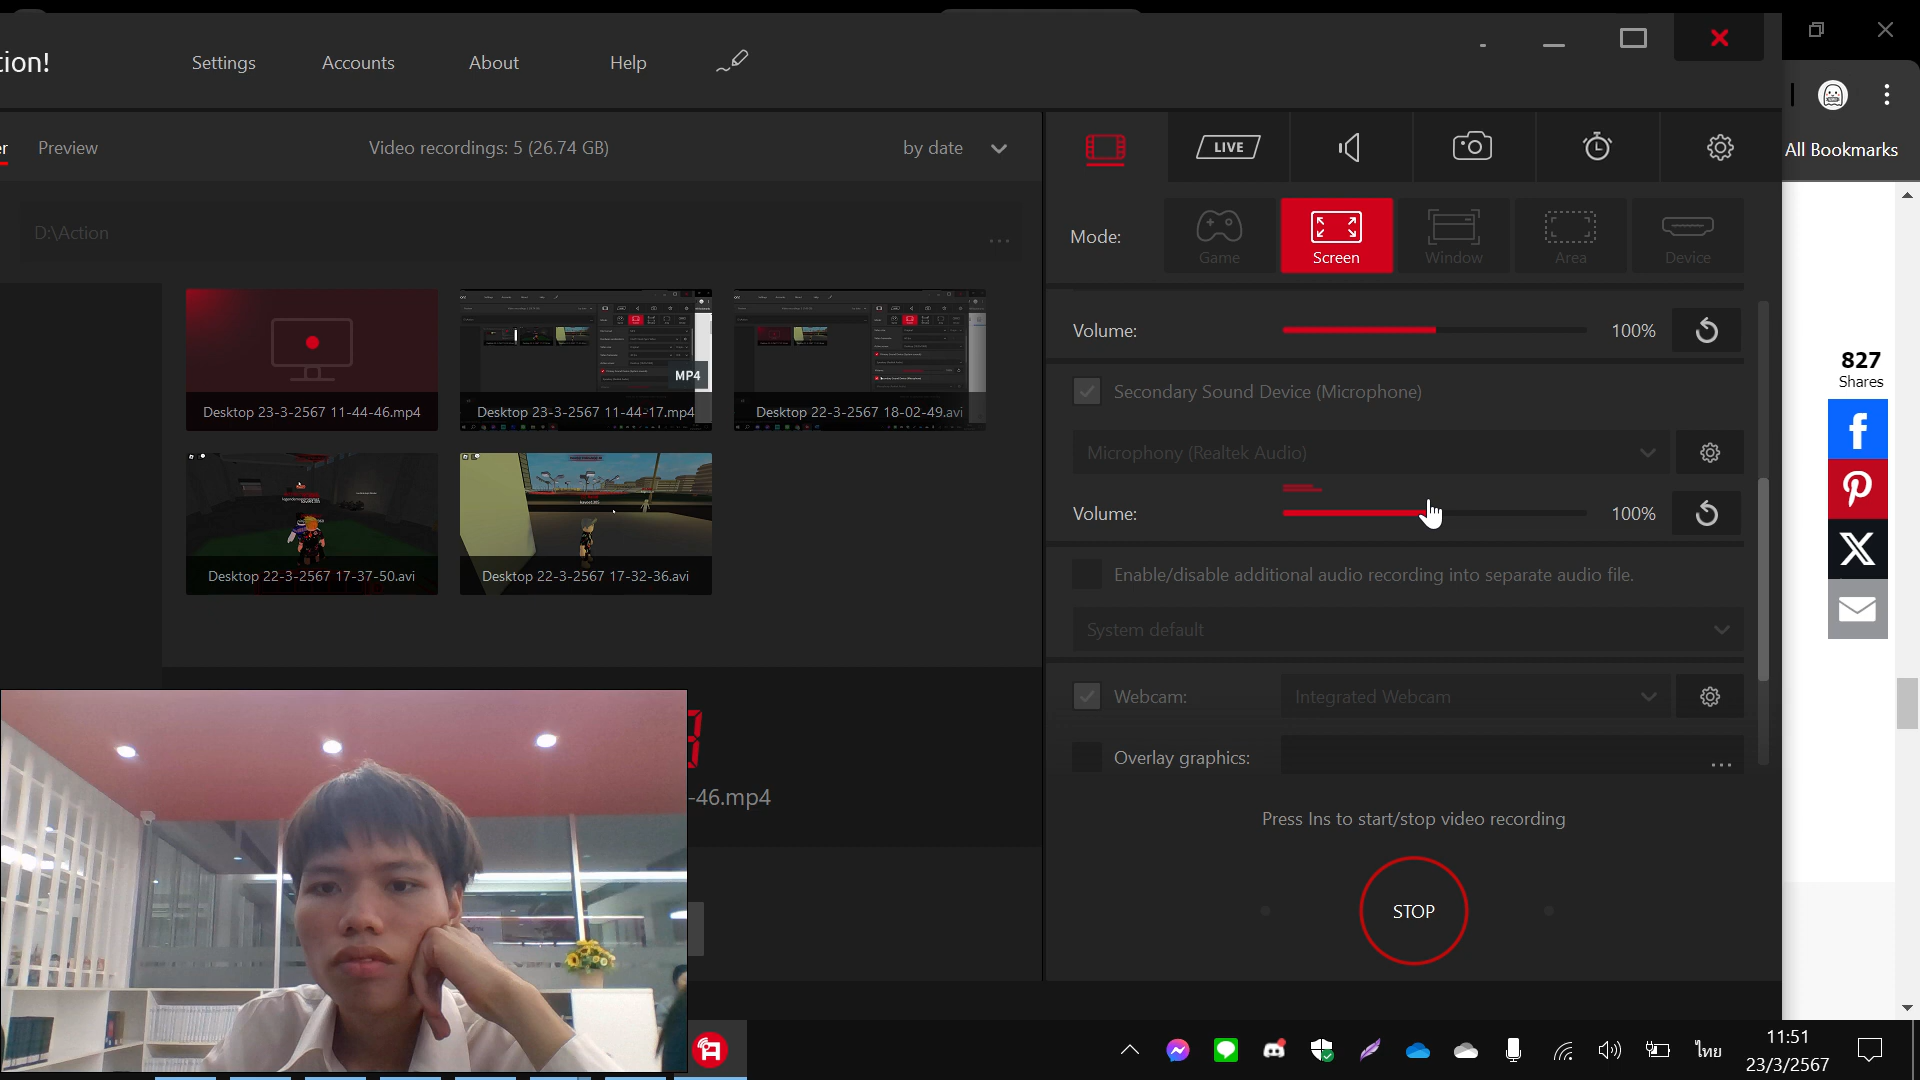 tion!
Settings
Accounts
About
Help
All Bookmarks
er
Preview
Video recordings: 5 (26.74 GB)
by date
LIVE
D:\Action
...
Mode:
Game
Screen
Window
Area
Device
MP4
Desktop 23-3-2567 11-44-46.mp4
Desktop 23-3-2567 11-44-17.mp4
Desktop 22-3-2567 18-02-49.avi
Desktop 22-3-2567 17-37-50.avi
Desktop 22-3-2567 17-32-36.avi
Volume:
100%
Secondary Sound Device (Microphone)
Microphony (Realtek Audio)
Volume:
100%
Enable/disable additional audio recording into separate audio file.
System default
Webcam:
Integrated Webcam
Overlay graphics:
...
-46.mp4
Press Ins to start/stop video recording
STOP
827
Shares
ไทย
11:51
23/3/2567